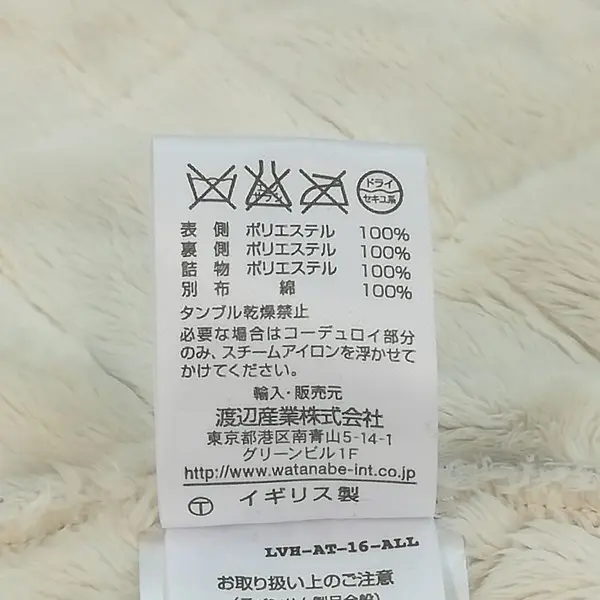 エンソ サラシ
ドライ
セキユ系
表 側 ポリエステル 100%
裏 側 ポリエステル 100%
詰 物 ポリエステル 100%
別 布 綿 100%
タンブル乾燥禁止
必要な場合はコーデュロイ部分
のみ、スチームアイロンを浮かせて
かけてください。
輸入・販売元
渡辺産業株式会社
東京都港区南青山5-14-1
グリーンビル1F
http://www.watanabe-int.co.jp
Ⓣ イギリス製
LVH-AT-16-ALL
お取り扱い上のご注意